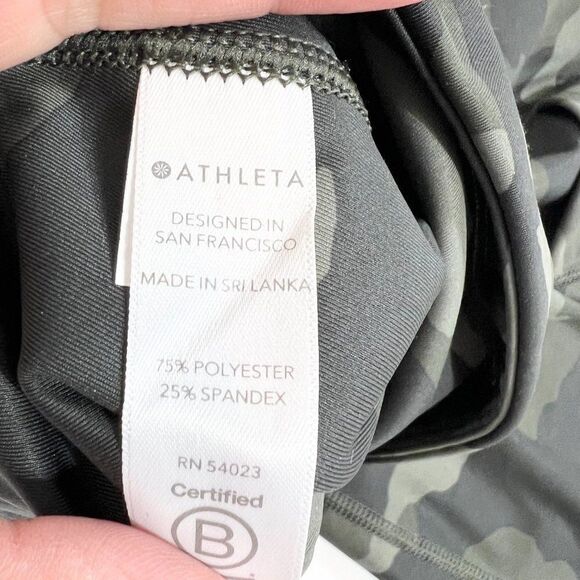 ATHLETA
DESIGNED IN
SAN FRANCISCO
MADE IN SRI LANKA
75% POLYESTER
25% SPANDEX
RN 54023
Certified
B